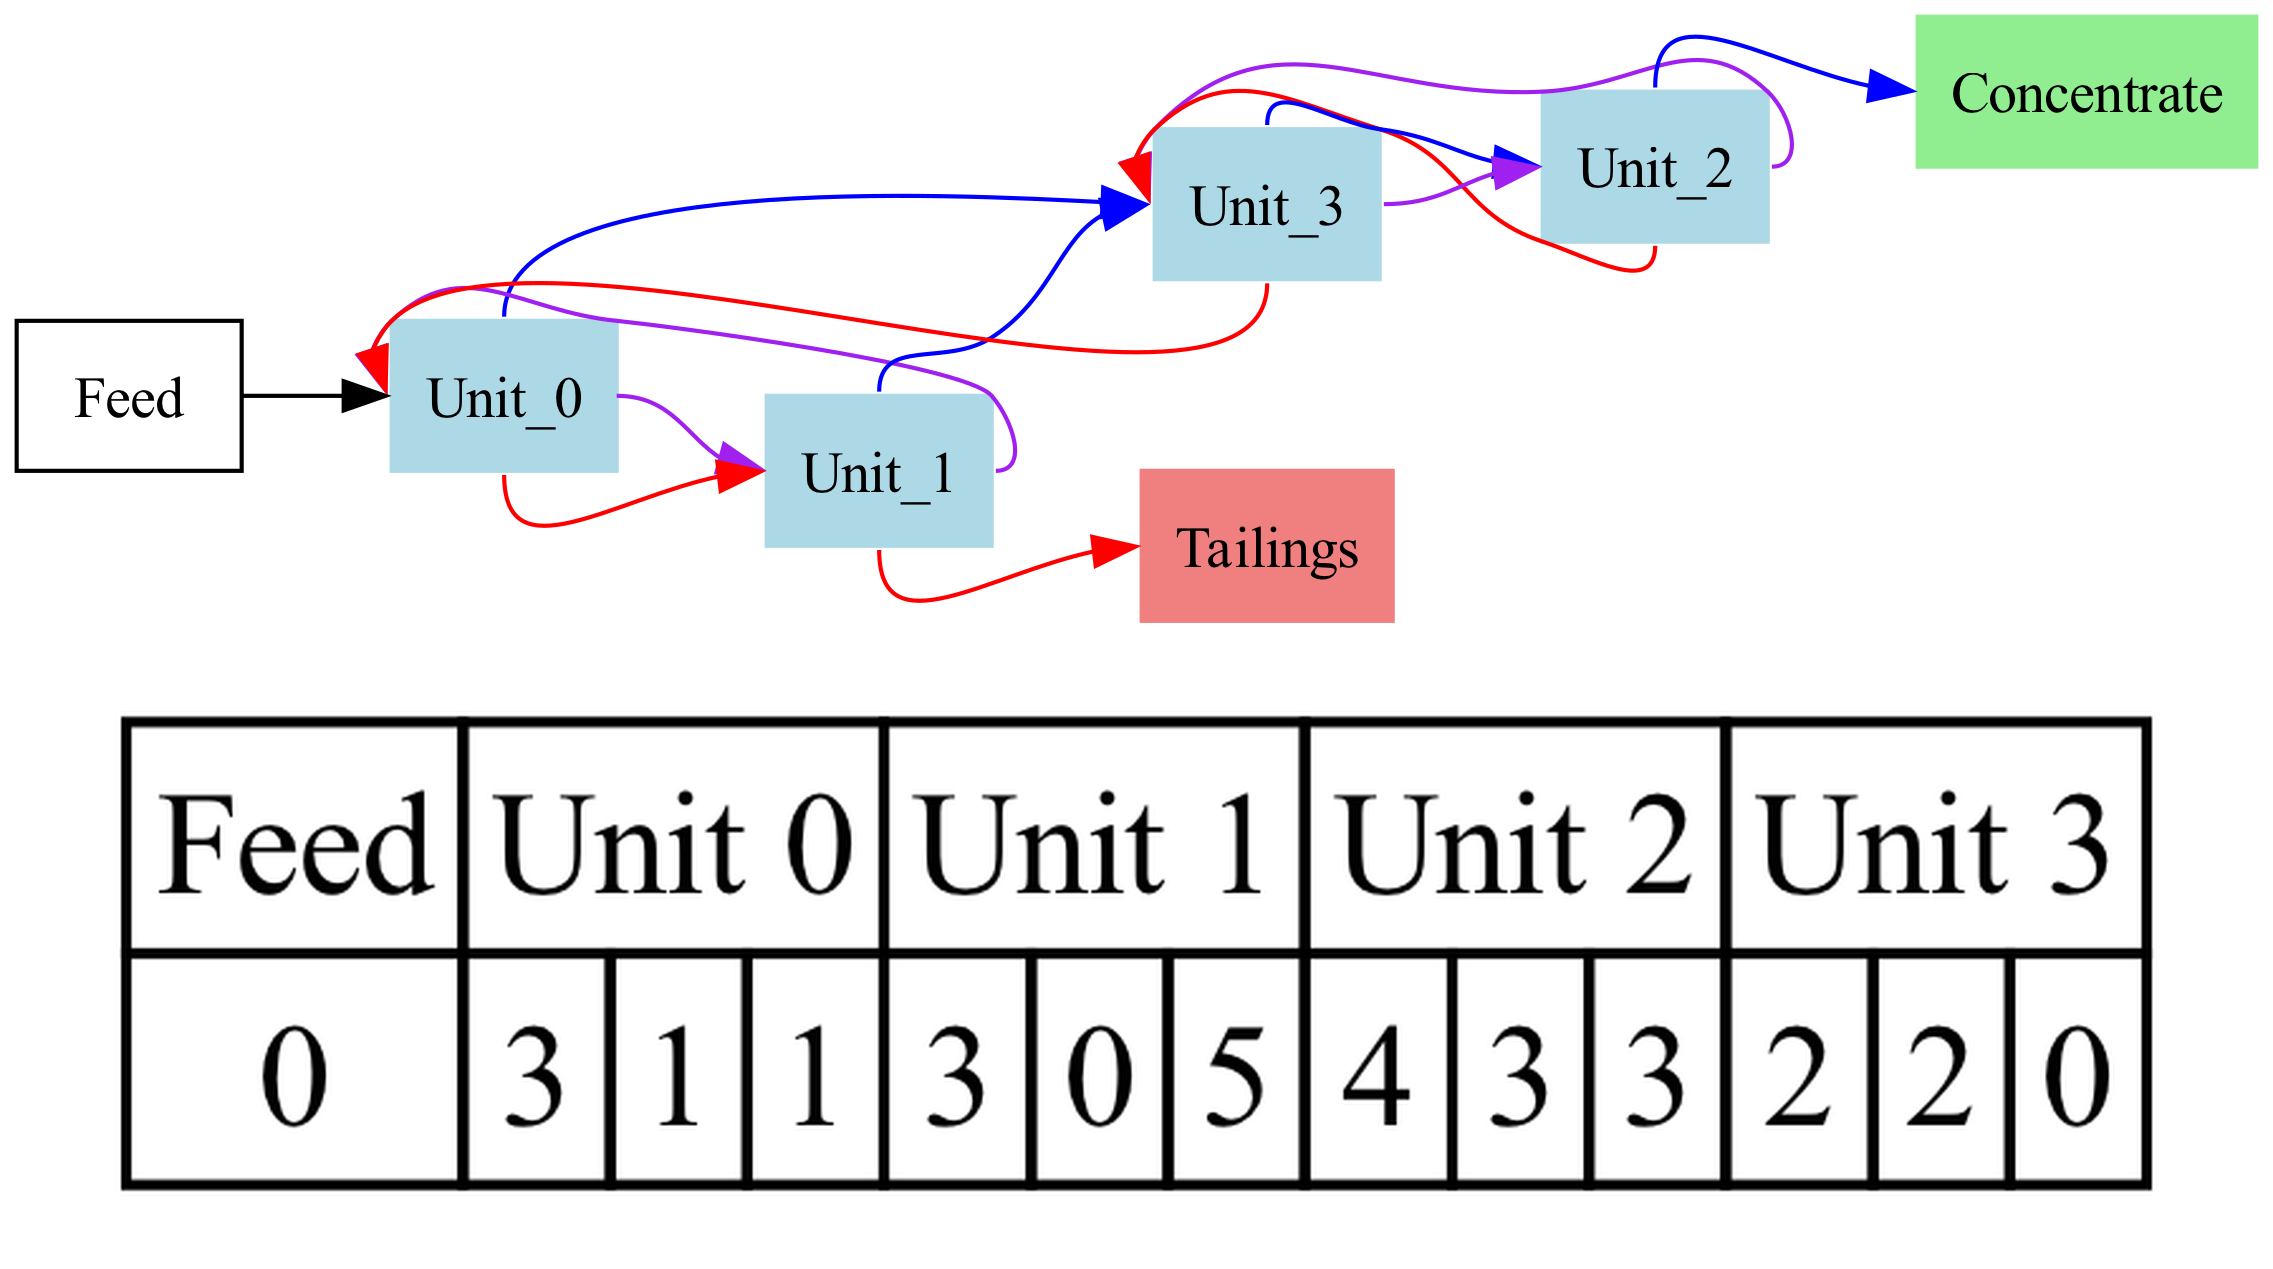 Concentrate
Unit_2
Unit_3
Feed
Unit_0
Unit_1
Tailings
Feed Unit 0 Unit 1 Unit 2 Unit 3
0 3 1 1 3 0 5 4 3 3 2 2 0